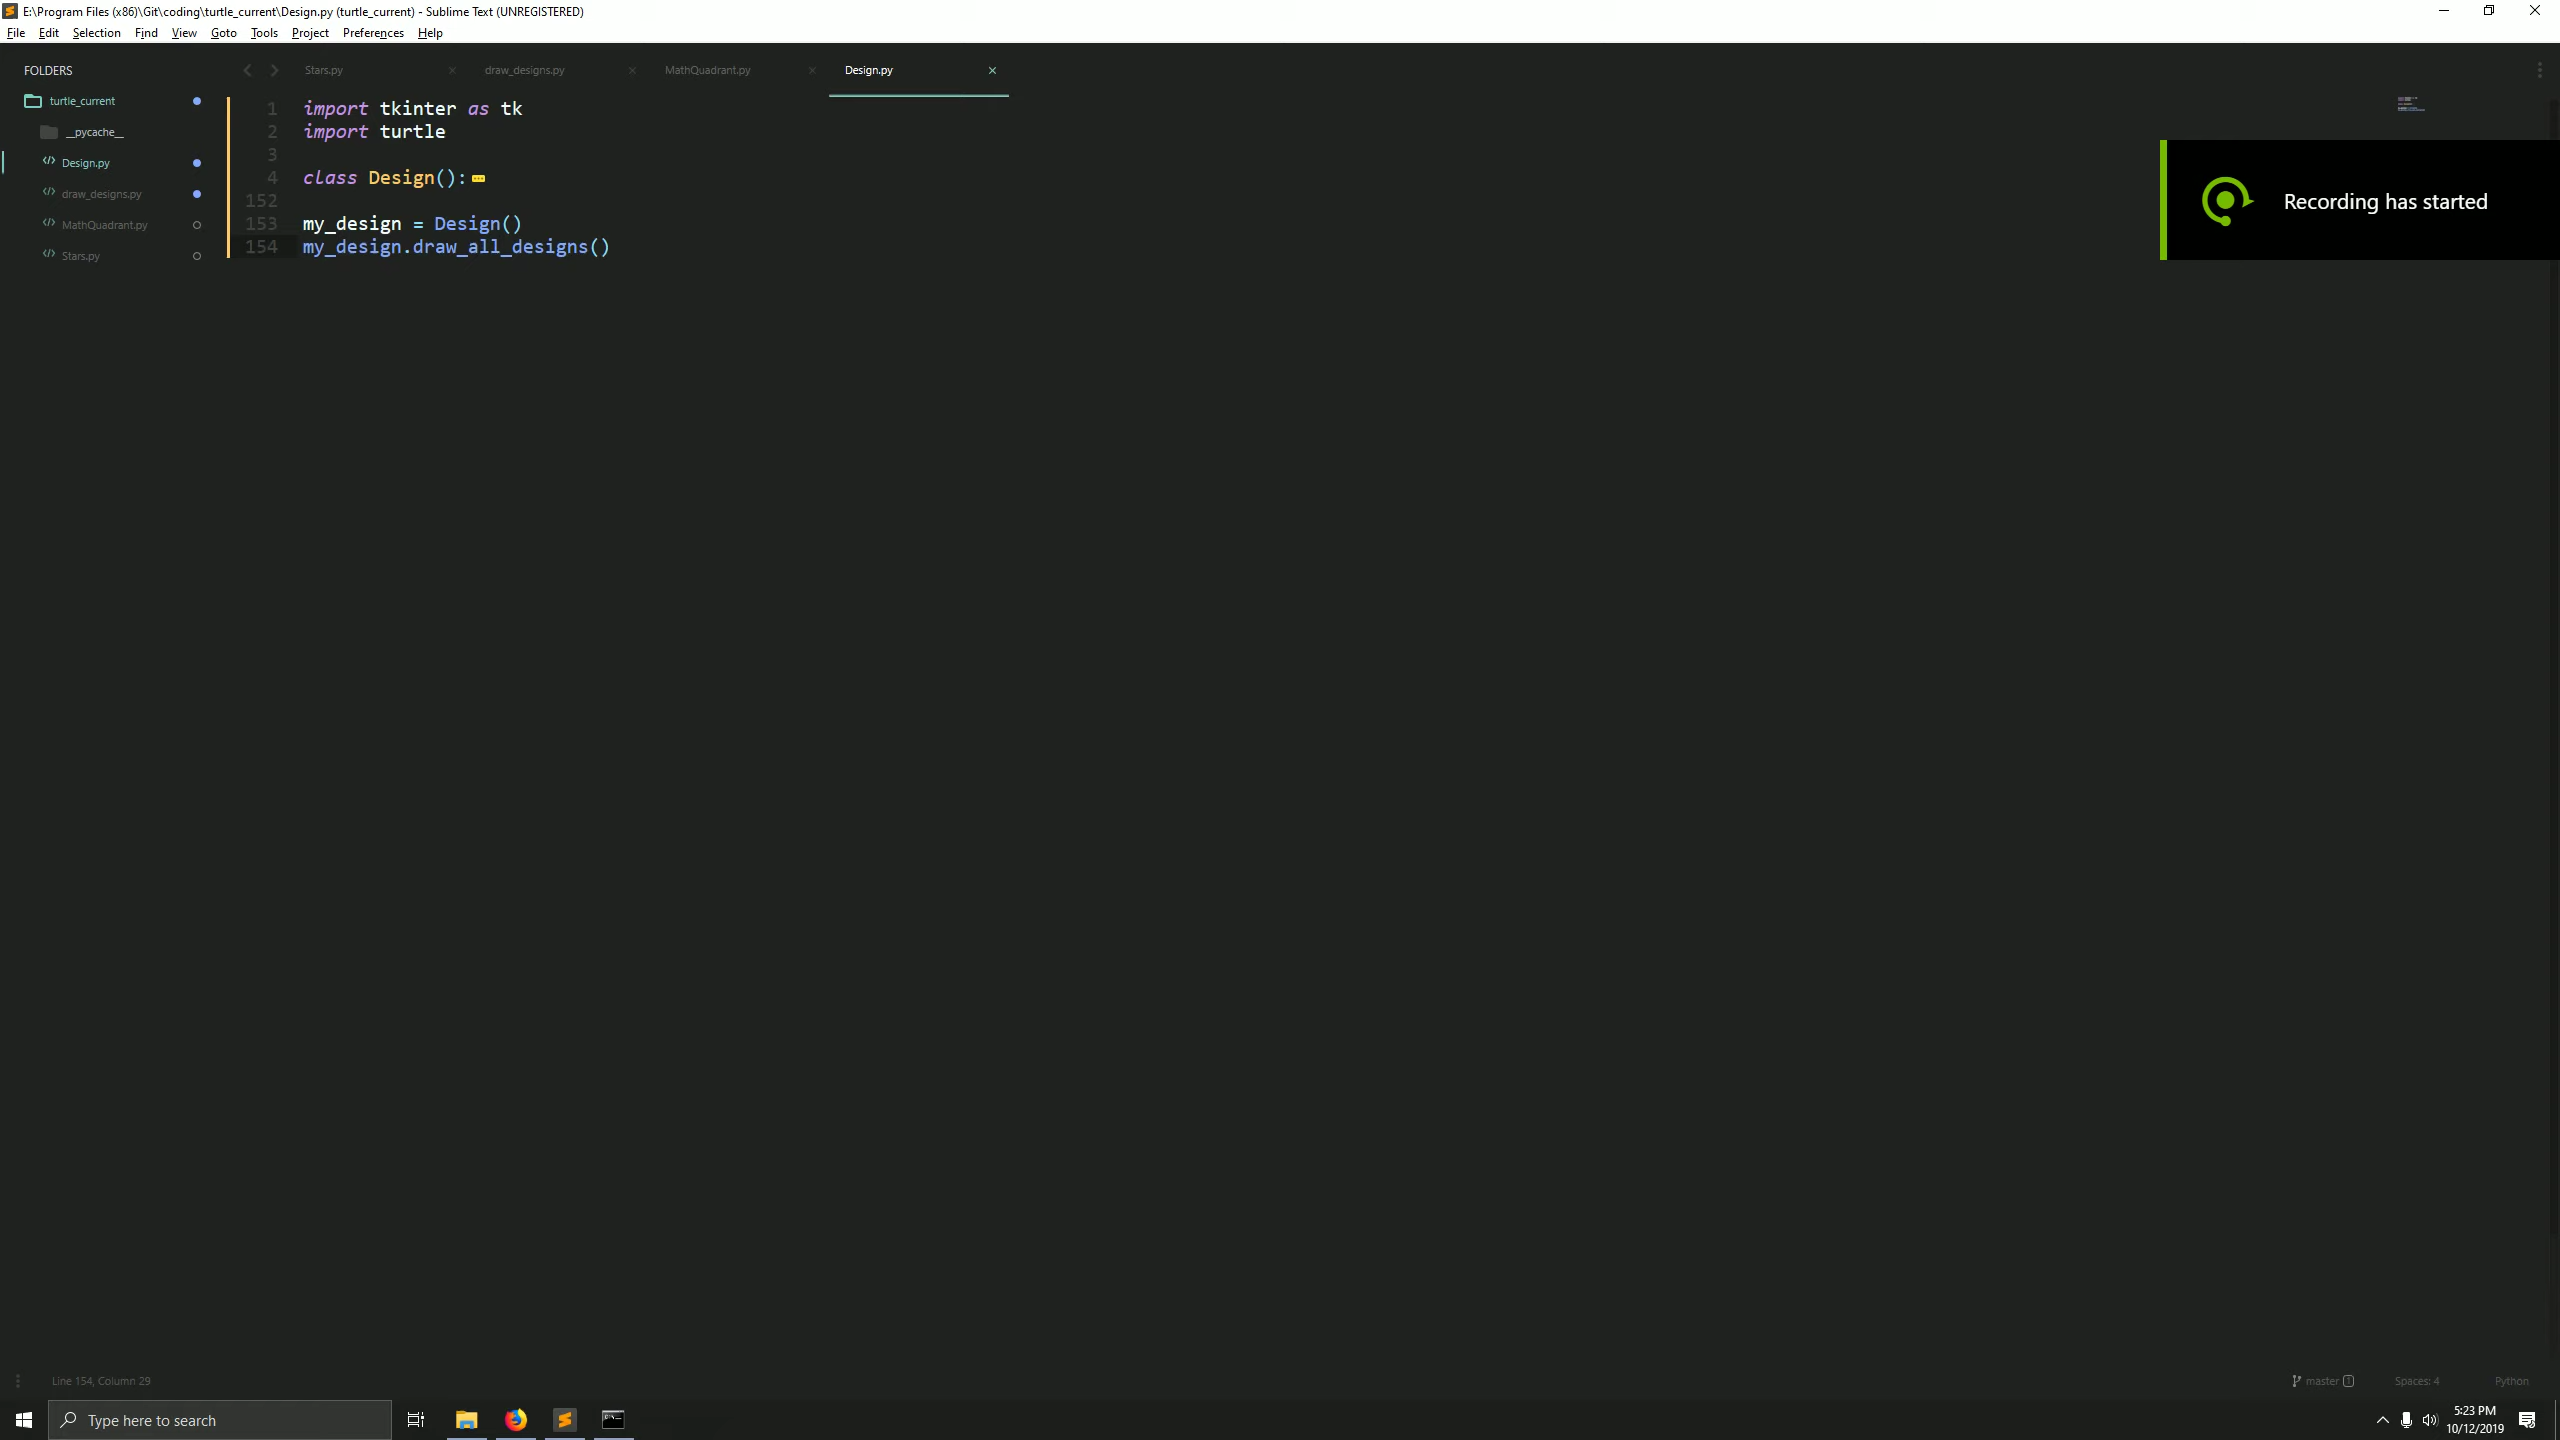 E:\Program Files (x86)\Git\coding\turtle_current\Design.py (turtle_current) - Sublime Text (UNREGISTERED)
File Edit Selection Find View Goto Tools Project Preferences Help
FOLDERS
turtle_current
__pycache__
Design.py
draw_designs.py
MathQuadrant.py
Stars.py
Stars.py draw_designs.py MathQuadrant.py Design.py
1 import tkinter as tk
2 import turtle
3
4 class Design():
152
153 my_design = Design()
154 my_design.draw_all_designs()
Recording has started
Line 154, Column 29
master 1 Spaces: 4 Python
Type here to search
5:23 PM
10/12/2019